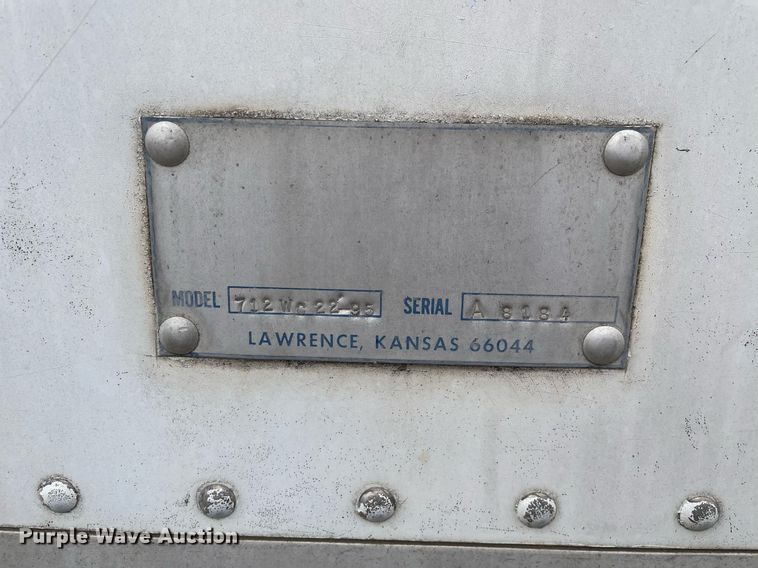 MODEL 712 Wc 22 95 SERIAL A 8184
LAWRENCE, KANSAS 66044
Purple Wave Auction